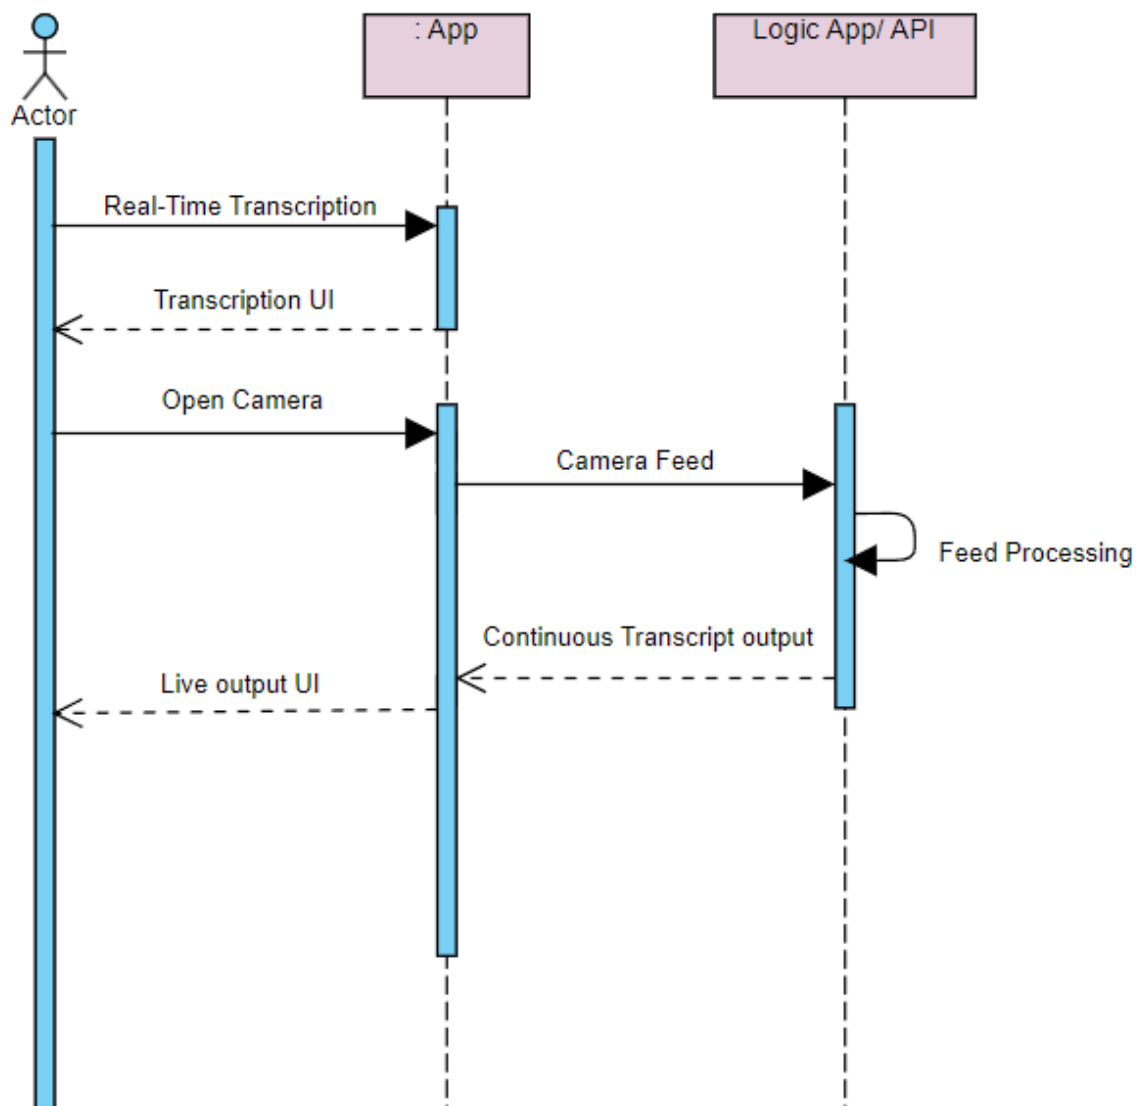 : App
Logic App/ API
Actor
Real-Time Transcription
Transcription UI
Open Camera
Camera Feed
Feed Processing
Continuous Transcript output
Live output UI